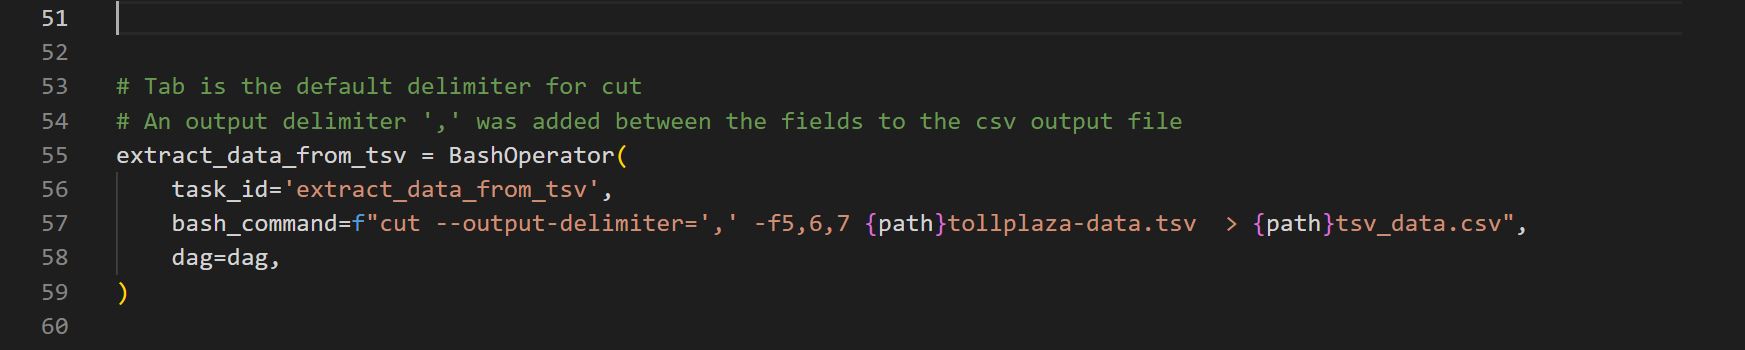 51
52
53 # Tab is the default delimiter for cut
54 # An output delimiter ',' was added between the fields to the csv output file
55 extract_data_from_tsv = BashOperator(
56     task_id='extract_data_from_tsv',
57     bash_command=f"cut --output-delimiter=',' -f5,6,7 {path}tollplaza-data.tsv  > {path}tsv_data.csv",
58     dag=dag,
59 )
60